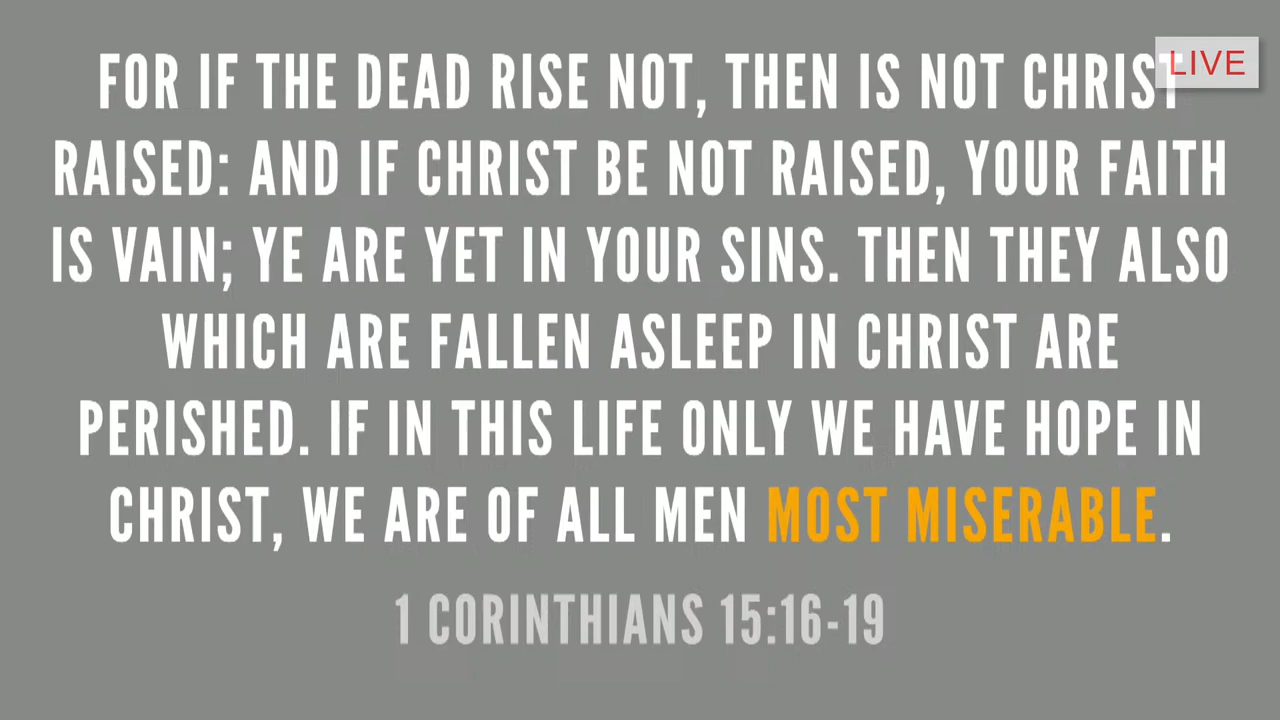 FOR IF THE DEAD RISE NOT, THEN IS NOT CHRIST
LIVE
RAISED: AND IF CHRIST BE NOT RAISED, YOUR FAITH
IS VAIN; YE ARE YET IN YOUR SINS. THEN THEY ALSO
WHICH ARE FALLEN ASLEEP IN CHRIST ARE
PERISHED. IF IN THIS LIFE ONLY WE HAVE HOPE IN
CHRIST, WE ARE OF ALL MEN MOST MISERABLE.
1 CORINTHIANS 15:16-19